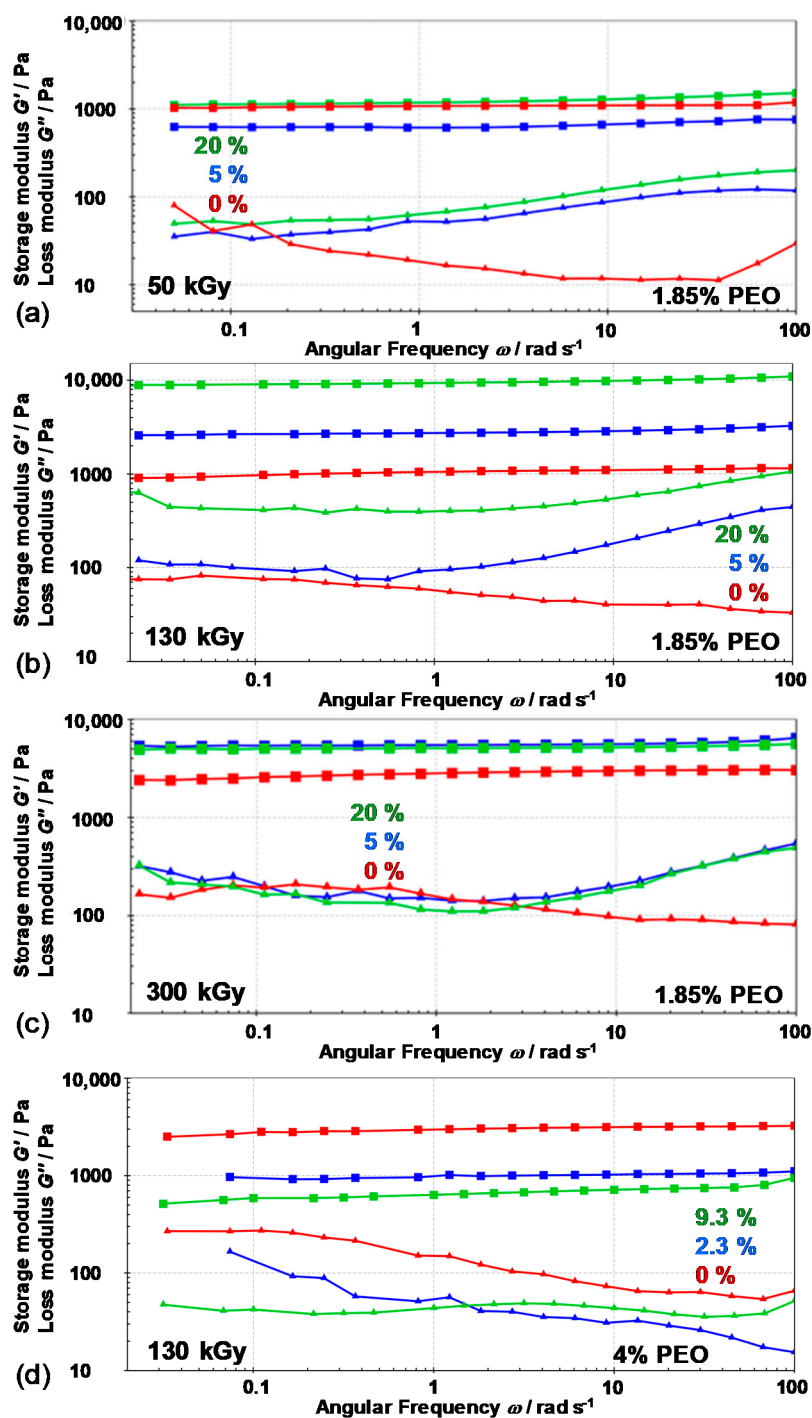 10,000
1000
100
10
Storage modulus G' / Pa
Loss modulus G'' / Pa
20 %
5 %
0 %
50 kGy
1.85% PEO
(a)
0.1 1 10 100
Angular Frequency ω / rad s⁻¹
10,000
1000
100
10
Storage modulus G' / Pa
Loss modulus G'' / Pa
20 %
5 %
0 %
130 kGy
1.85% PEO
(b)
0.1 1 10 100
Angular Frequency ω / rad s⁻¹
10,000
1000
100
10
Storage modulus G' / Pa
Loss modulus G'' / Pa
20 %
5 %
0 %
300 kGy
1.85% PEO
(c)
0.1 1 10 100
Angular Frequency ω / rad s⁻¹
10,000
1000
100
10
Storage modulus G' / Pa
Loss modulus G'' / Pa
9.3 %
2.3 %
0 %
130 kGy
4% PEO
(d)
0.1 1 10 100
Angular Frequency ω / rad s⁻¹